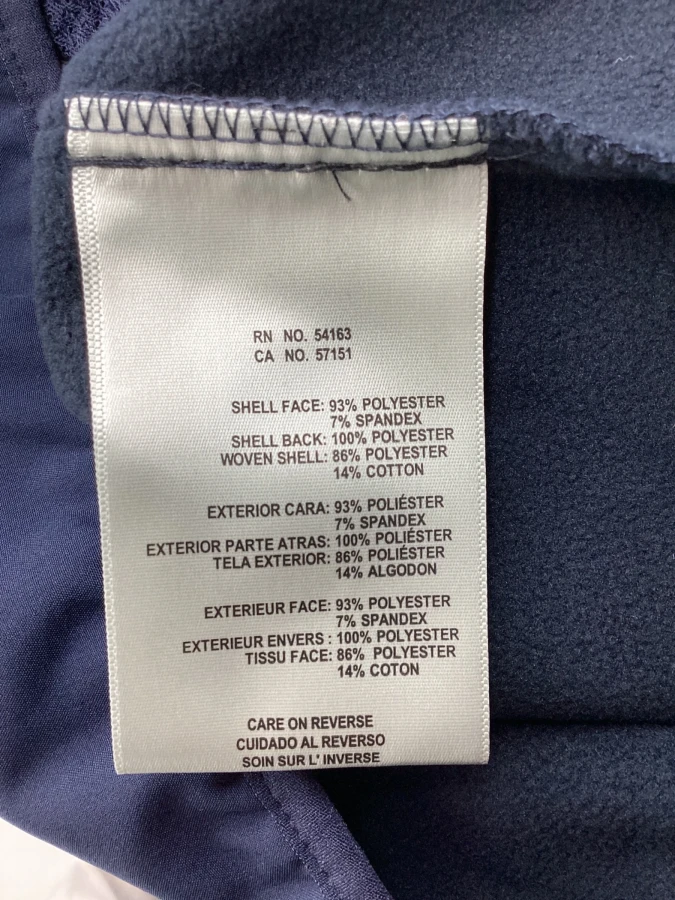 RN NO. 54163
CA NO. 57151
SHELL FACE: 93% POLYESTER
7% SPANDEX
SHELL BACK: 100% POLYESTER
WOVEN SHELL: 86% POLYESTER
14% COTTON
EXTERIOR CARA: 93% POLIÉSTER
7% SPANDEX
EXTERIOR PARTE ATRAS: 100% POLIÉSTER
TELA EXTERIOR: 86% POLIÉSTER
14% ALGODON
EXTERIEUR FACE: 93% POLYESTER
7% SPANDEX
EXTERIEUR ENVERS : 100% POLYESTER
TISSU FACE: 86% POLYESTER
14% COTON
CARE ON REVERSE
CUIDADO AL REVERSO
SOIN SUR L' INVERSE